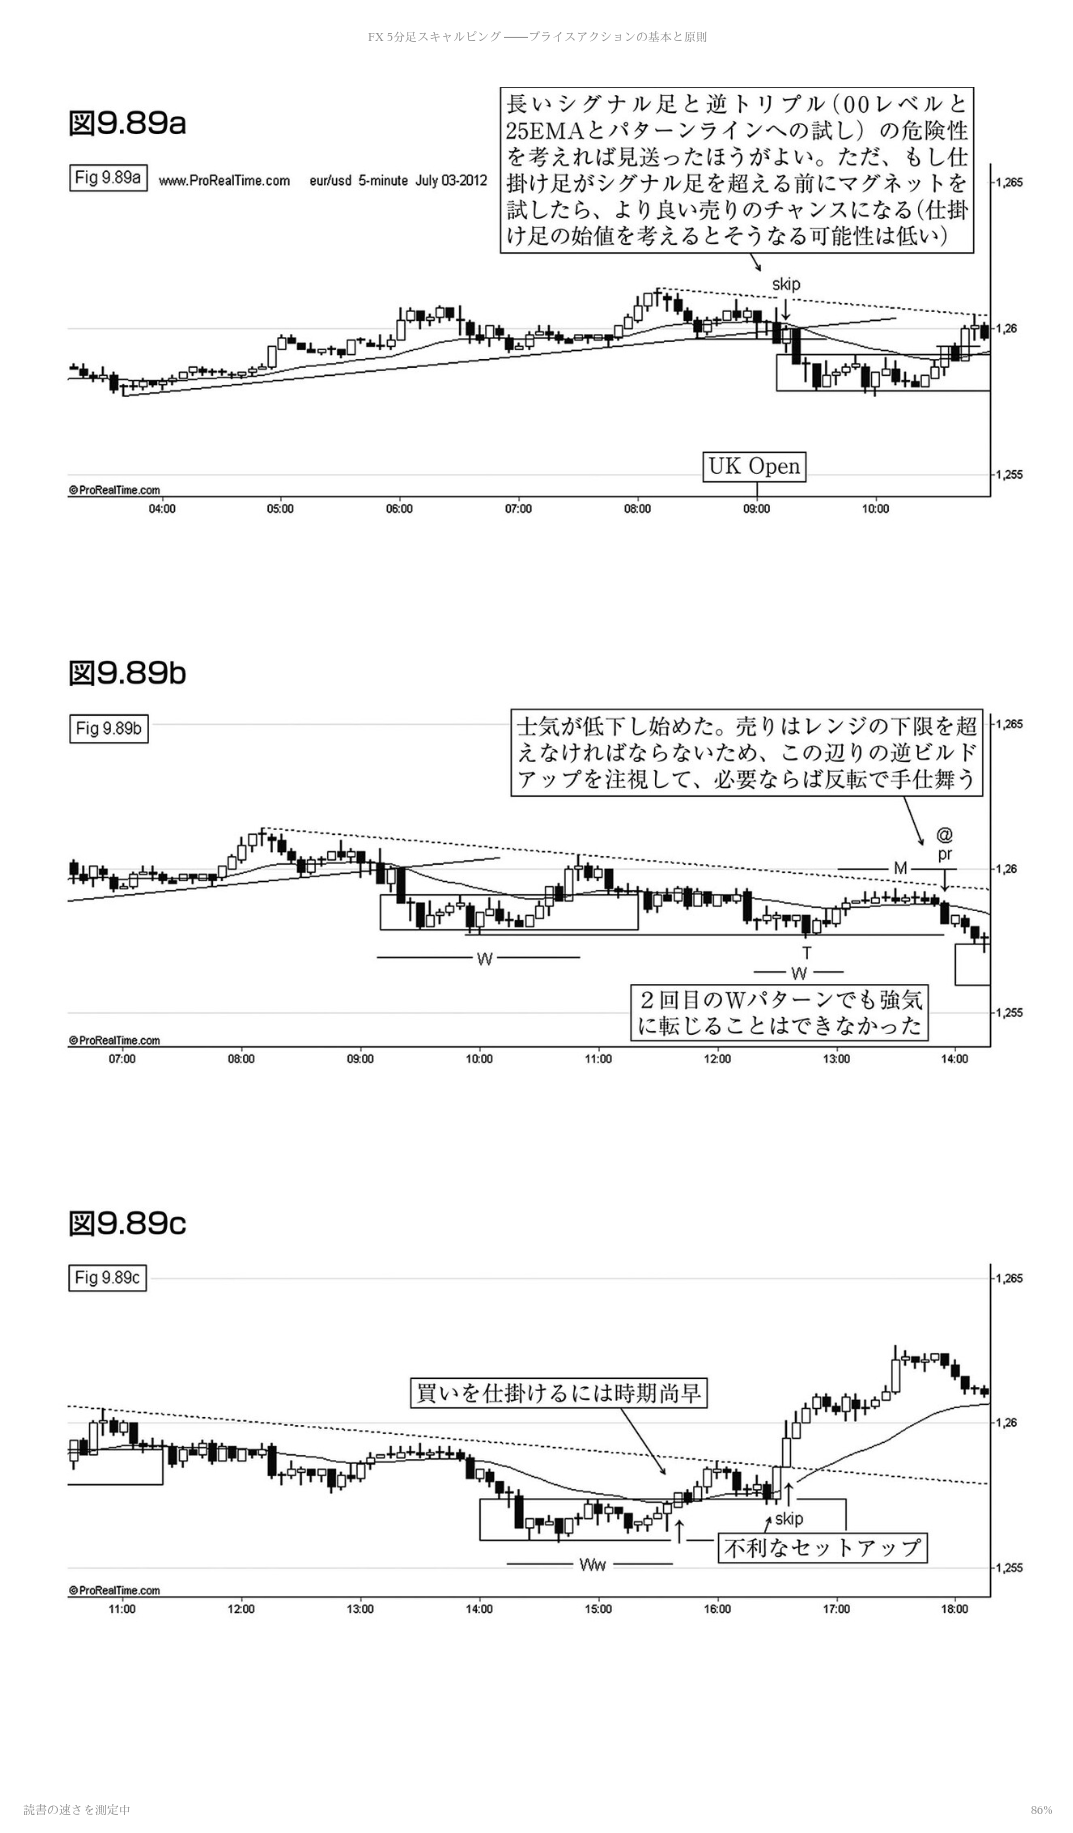 FX 5分足スキャルピング ――プライスアクションの基本と原則
図9.89a
長いシグナル足と逆トリプル（00レベルと
25EMAとパターンラインへの試し）の危険性
を考えれば見送ったほうがよい。ただ、もし仕
掛け足がシグナル足を超える前にマグネットを
試したら、より良い売りのチャンスになる（仕掛
け足の始値を考えるとそうなる可能性は低い）
Fig 9.89a
www.ProRealTime.com eur/usd 5-minute July 03-2012
1,265
skip
1,26
UK Open
1,255
©ProRealTime.com
04:00 05:00 06:00 07:00 08:00 09:00 10:00
図9.89b
Fig 9.89b
士気が低下し始めた。売りはレンジの下限を超
えなければならないため、この辺りの逆ビルド
アップを注視して、必要ならば反転で手仕舞う
1,265
@
pr
M
1,26
W
T
W
２回目のWパターンでも強気
に転じることはできなかった
1,255
©ProRealTime.com
07:00 08:00 09:00 10:00 11:00 12:00 13:00 14:00
図9.89c
Fig 9.89c
1,265
買いを仕掛けるには時期尚早
1,26
skip
不利なセットアップ
Ww
1,255
©ProRealTime.com
11:00 12:00 13:00 14:00 15:00 16:00 17:00 18:00
読書の速さを測定中
86%